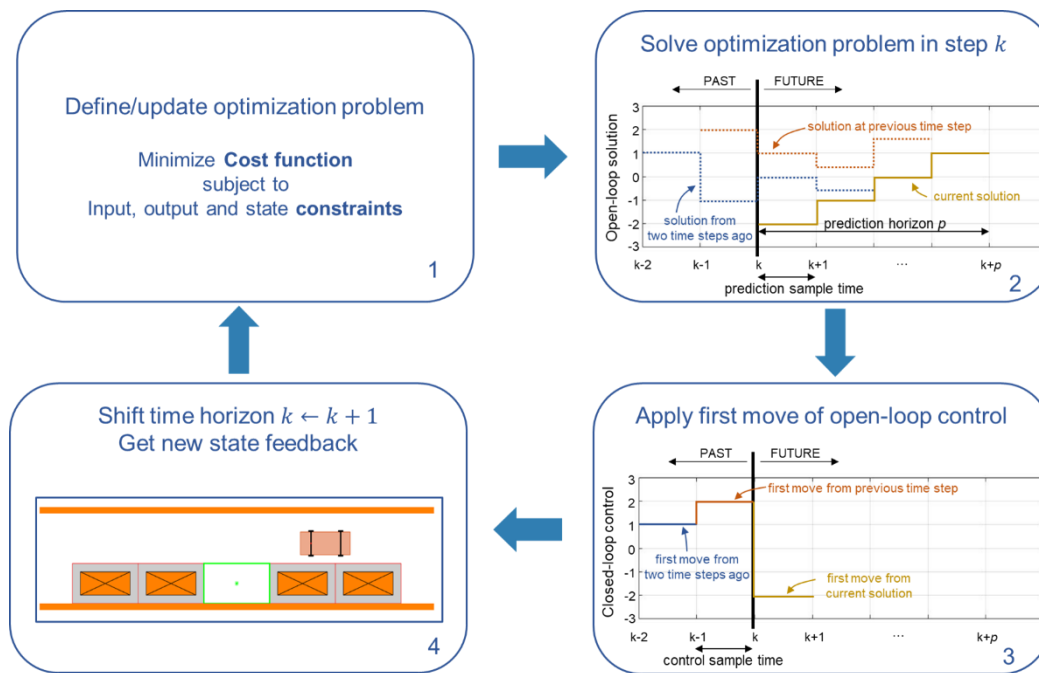 Define/update optimization problem
Minimize Cost function
subject to
Input, output and state constraints
1
Solve optimization problem in step k
PAST
FUTURE
Open-loop solution
3
2
1
0
-1
-2
-3
solution at previous time step
solution from
two time steps ago
current solution
prediction horizon p
k-2
k-1
k
k+1
...
k+p
prediction sample time
2
Apply first move of open-loop control
PAST
FUTURE
Closed-loop control
3
2
1
0
-1
-2
-3
first move from previous time step
first move from
two time steps ago
first move from
current solution
k-2
k-1
k
k+1
...
k+p
control sample time
3
Shift time horizon k ← k + 1
Get new state feedback
4